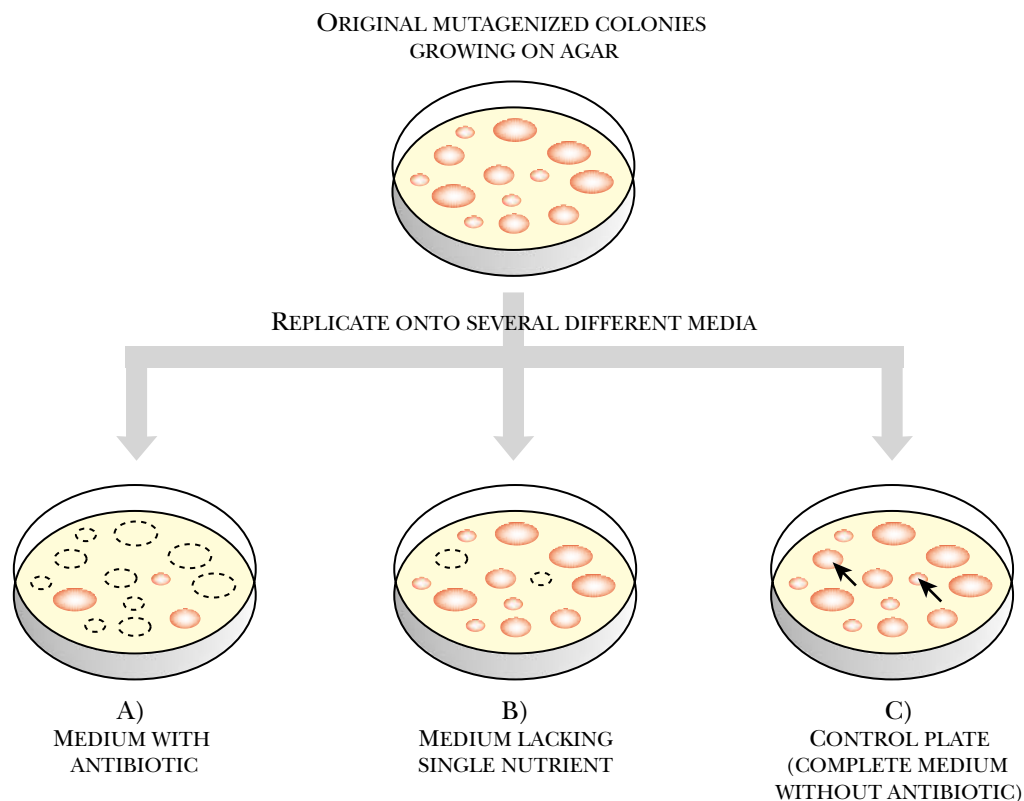 ORIGINAL MUTAGENIZED COLONIES
GROWING ON AGAR
REPLICATE ONTO SEVERAL DIFFERENT MEDIA
A)
MEDIUM WITH
ANTIBIOTIC
B)
MEDIUM LACKING
SINGLE NUTRIENT
C)
CONTROL PLATE
(COMPLETE MEDIUM
WITHOUT ANTIBIOTIC)